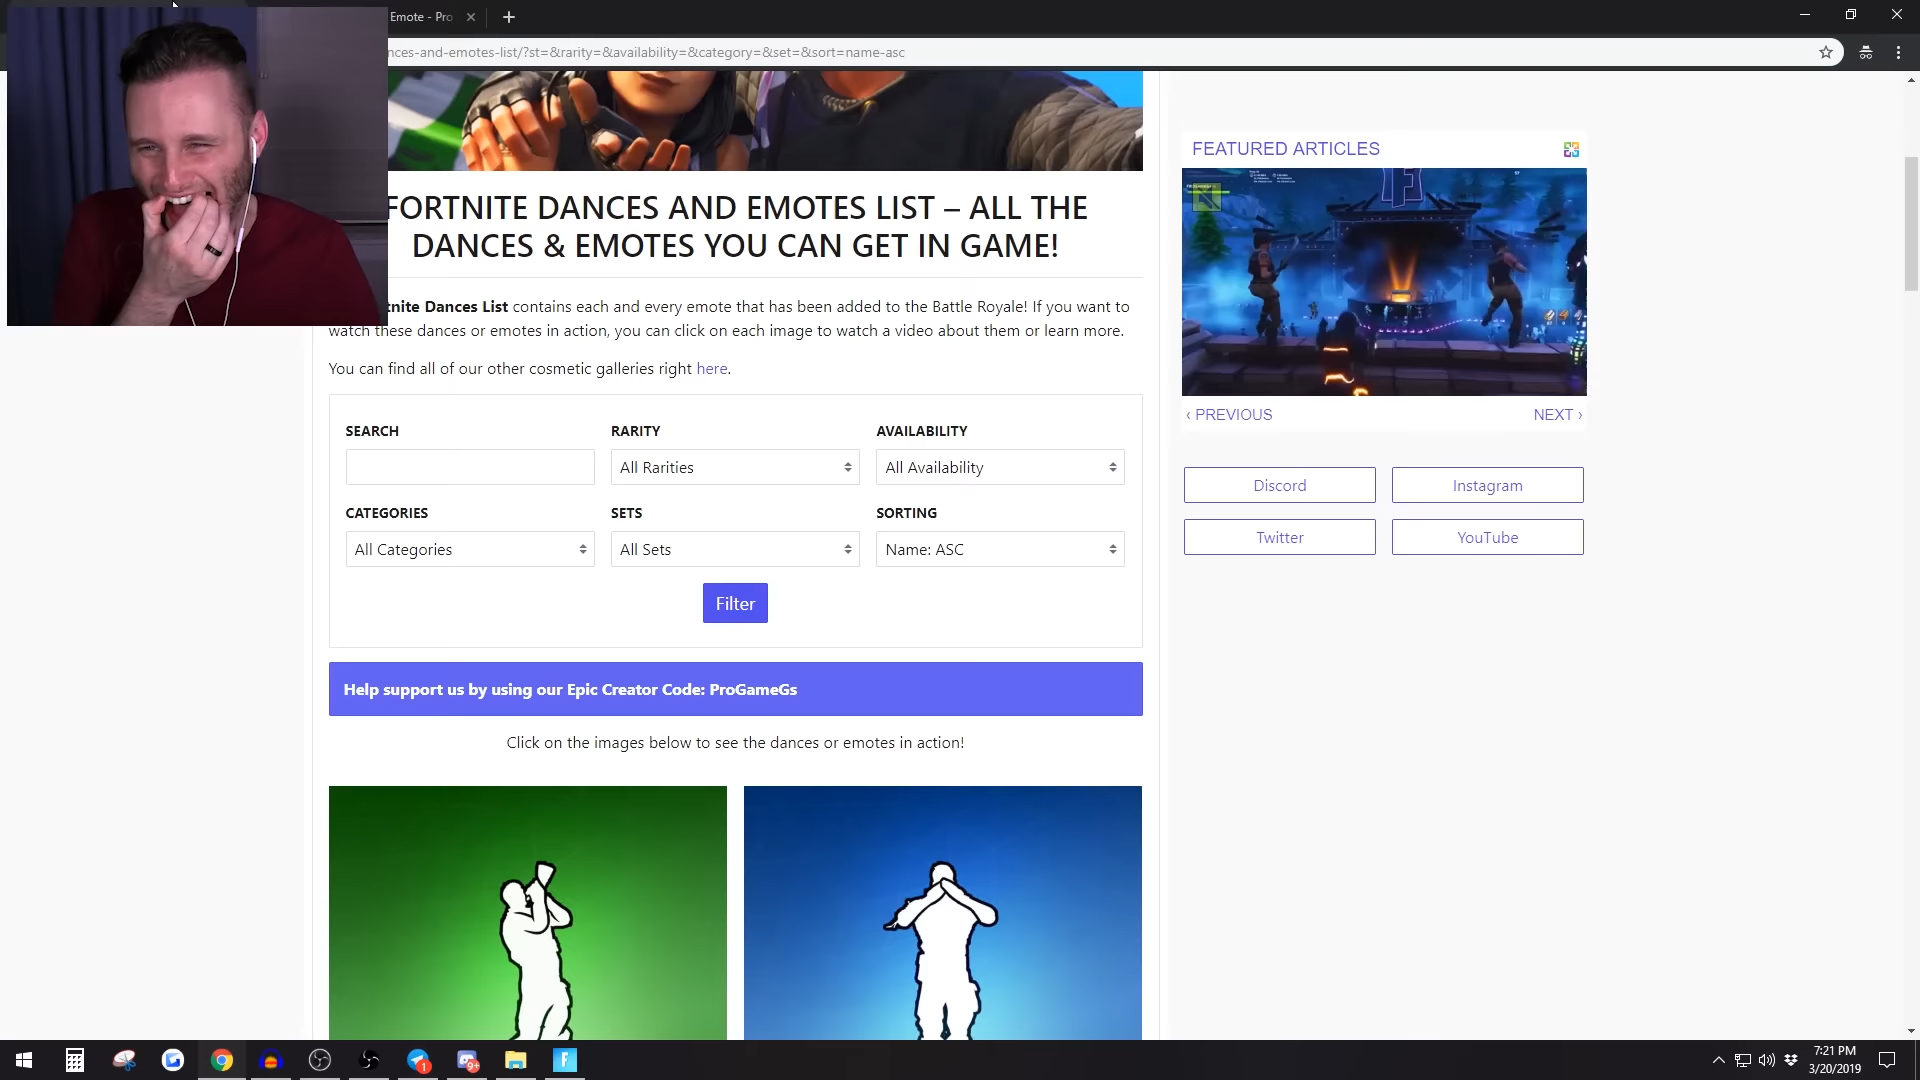 Emote - Pro
nces-and-emotes-list/?st=&rarity=&availability=&category=&set=&sort=name-asc
FORTNITE DANCES AND EMOTES LIST – ALL THE
DANCES & EMOTES YOU CAN GET IN GAME!
tnite Dances List contains each and every emote that has been added to the Battle Royale! If you want to
watch these dances or emotes in action, you can click on each image to watch a video about them or learn more.
You can find all of our other cosmetic galleries right here.
SEARCH
RARITY
AVAILABILITY
All Rarities
All Availability
CATEGORIES
SETS
SORTING
All Categories
All Sets
Name: ASC
Filter
Help support us by using our Epic Creator Code: ProGameGs
Click on the images below to see the dances or emotes in action!
FEATURED ARTICLES
‹ PREVIOUS
NEXT ›
Discord
Instagram
Twitter
YouTube
9+
1
F
7:21 PM
3/20/2019